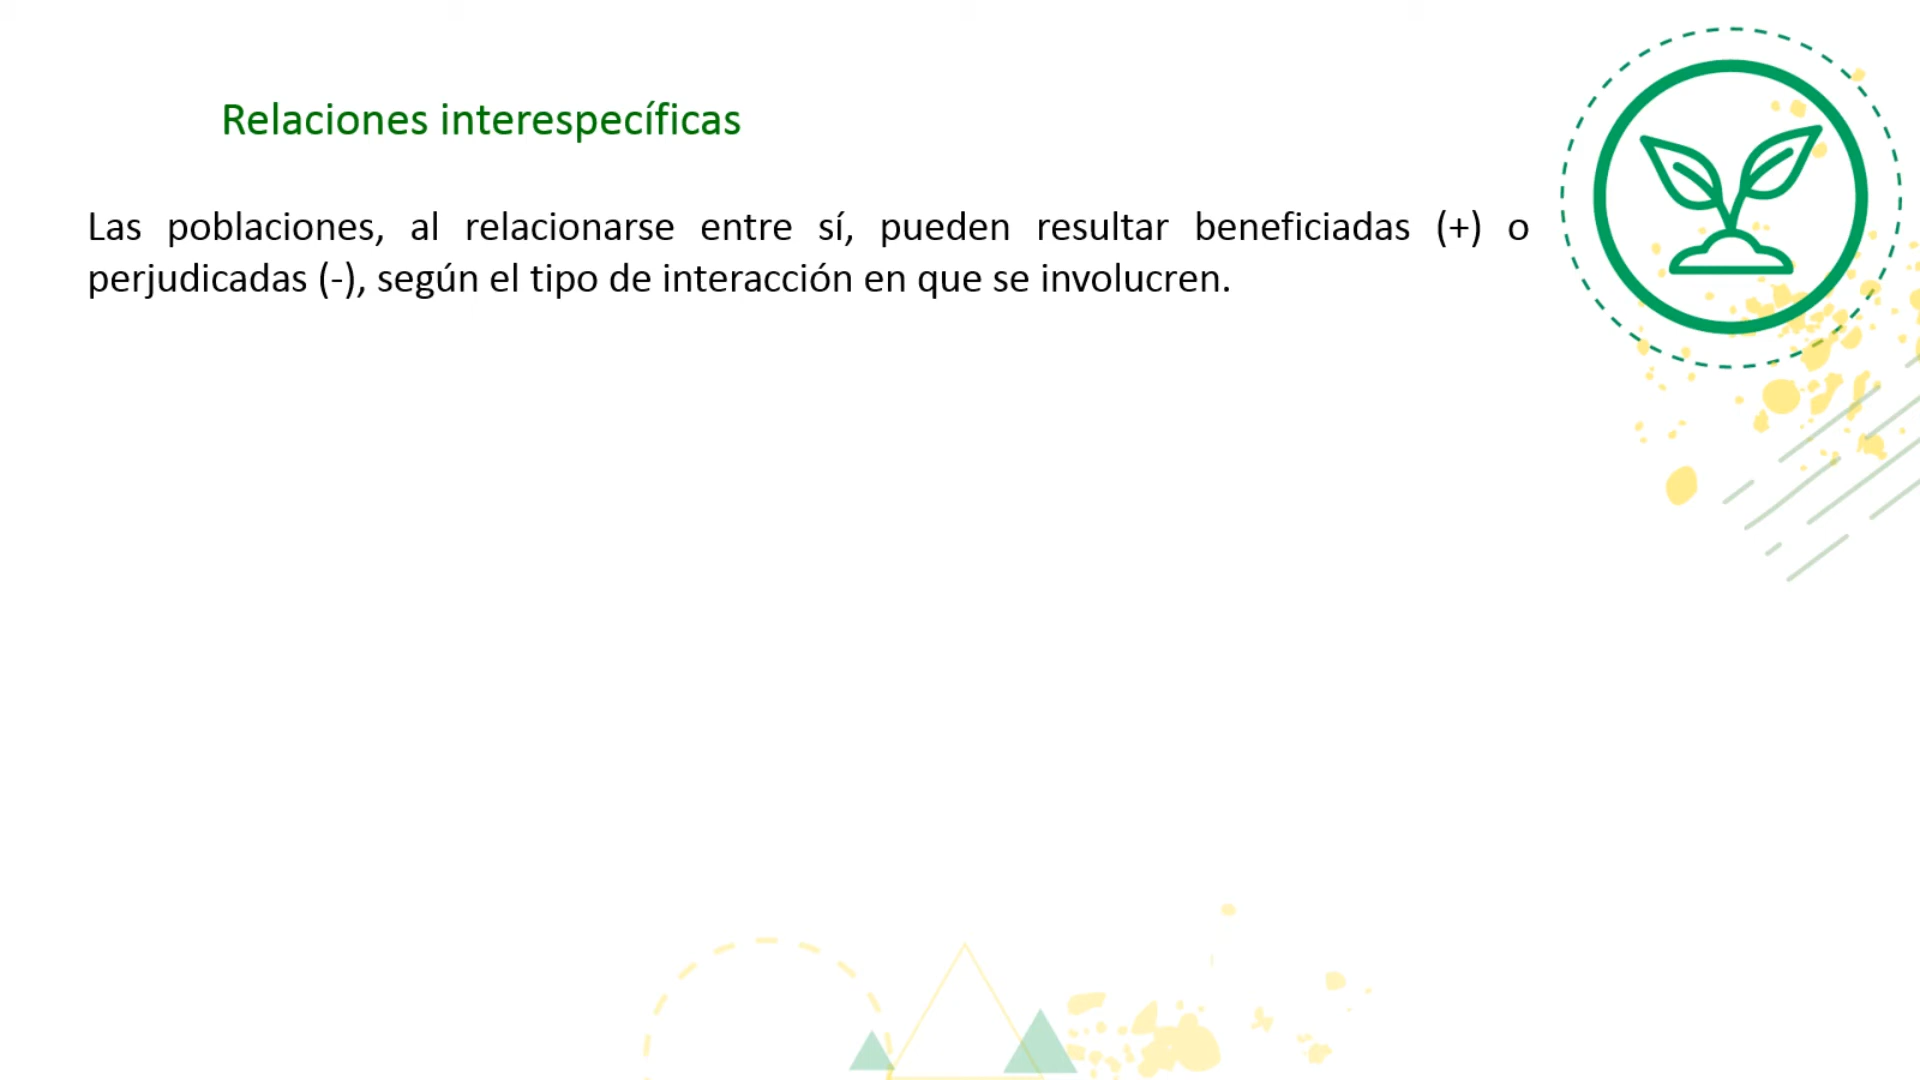 Relaciones interespecíficas
Las poblaciones, al relacionarse entre sí, pueden resultar beneficiadas (+) o
perjudicadas (-), según el tipo de interacción en que se involucren.